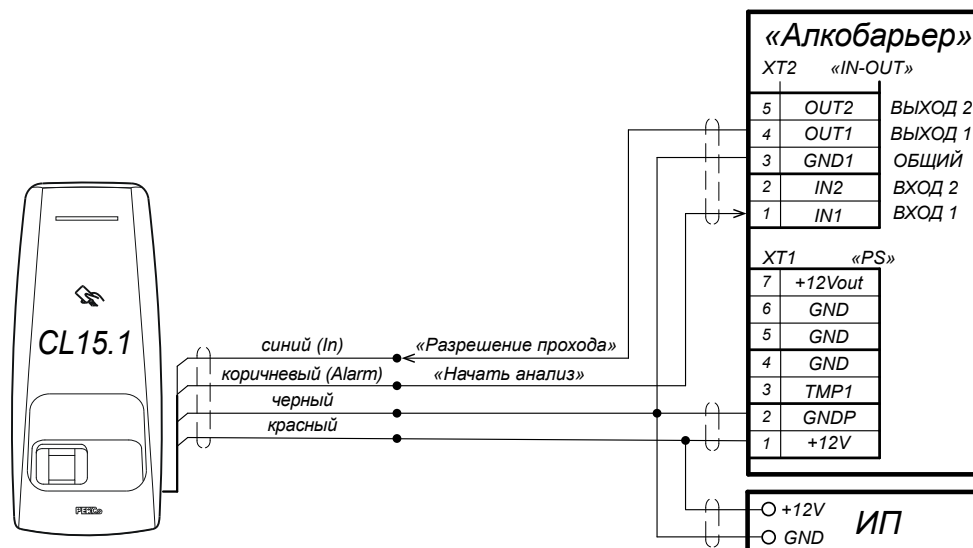 «Алкобарьер»
XT2 «IN-OUT»
5 OUT2 ВЫХОД 2
4 OUT1 ВЫХОД 1
3 GND1 ОБЩИЙ
2 IN2 ВХОД 2
1 IN1 ВХОД 1
XT1 «PS»
7 +12Vout
6 GND
5 GND
4 GND
3 TMP1
2 GNDP
1 +12V
CL15.1
PERCo
синий (In) «Разрешение прохода»
коричневый (Alarm) «Начать анализ»
черный
красный
+12V
GND
ИП